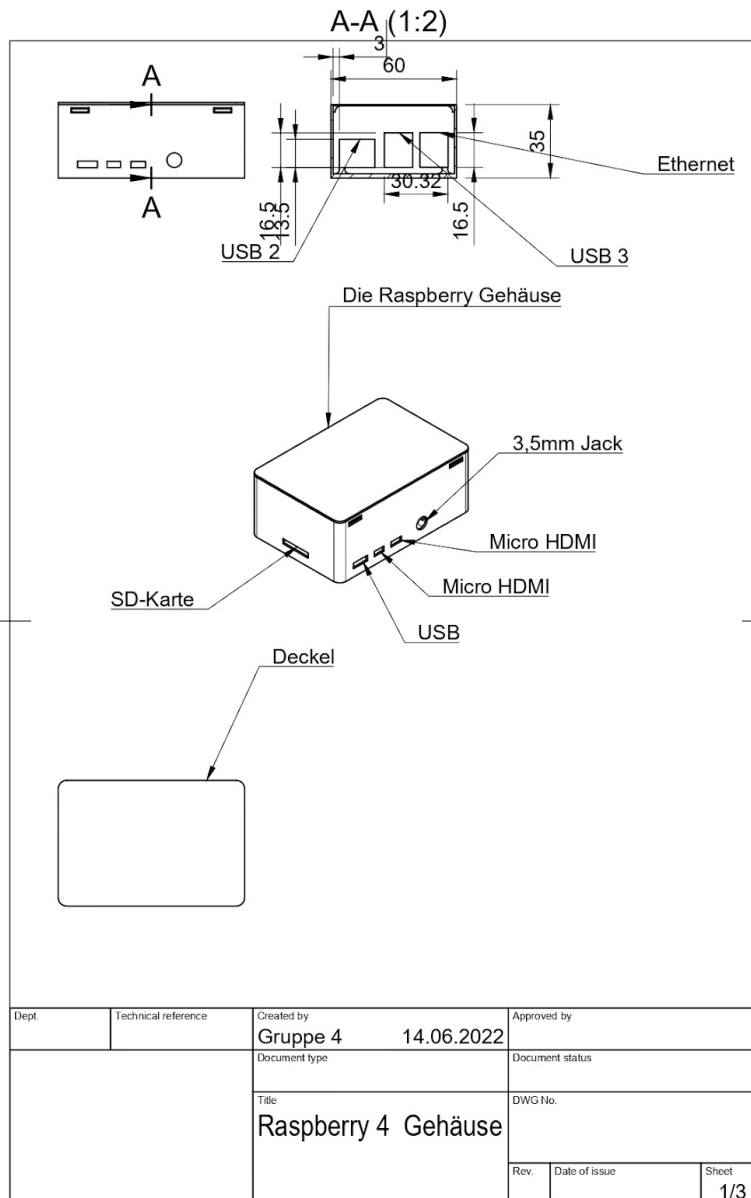 A-A (1:2)
3
60
A
A
35
Ethernet
30.32
16.5
13.5
16.5
USB 2
USB 3
Die Raspberry Gehäuse
3,5mm Jack
Micro HDMI
Micro HDMI
SD-Karte
USB
Deckel
Dept.
Technical reference
Created by
Approved by
Gruppe 4 14.06.2022
Document type
Document status
Title
DWG No.
Raspberry 4 Gehäuse
Rev.
Date of issue
Sheet
1/3